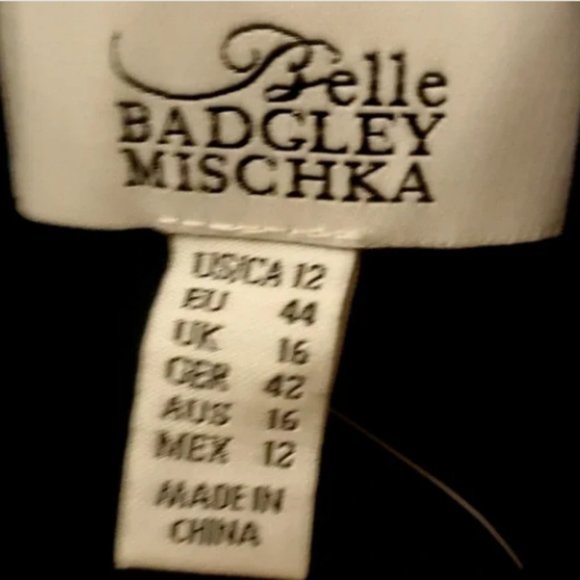 Belle
BADGLEY
MISCHKA
US/CA 12
EU 44
UK 16
GER 42
AUS 16
MEX 12
MADE IN
CHINA